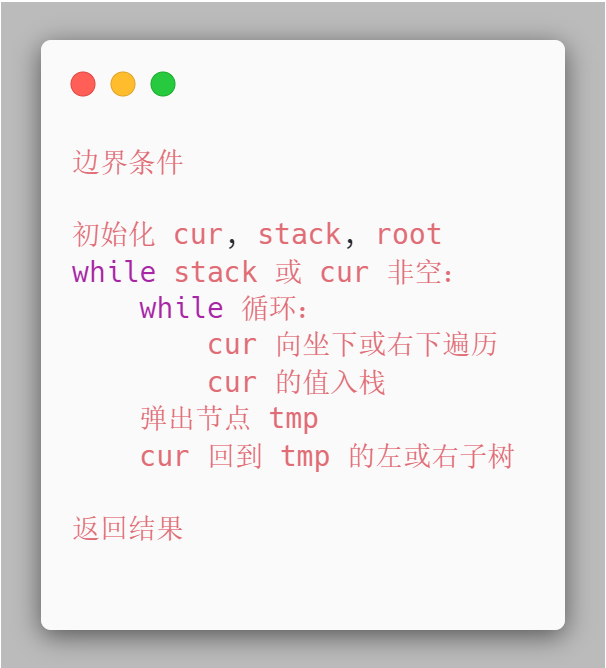 边界条件
初始化 cur, stack, root
while stack 或 cur 非空:
while 循环:
cur 向坐下或右下遍历
cur 的值入栈
弹出节点 tmp
cur 回到 tmp 的左或右子树
返回结果